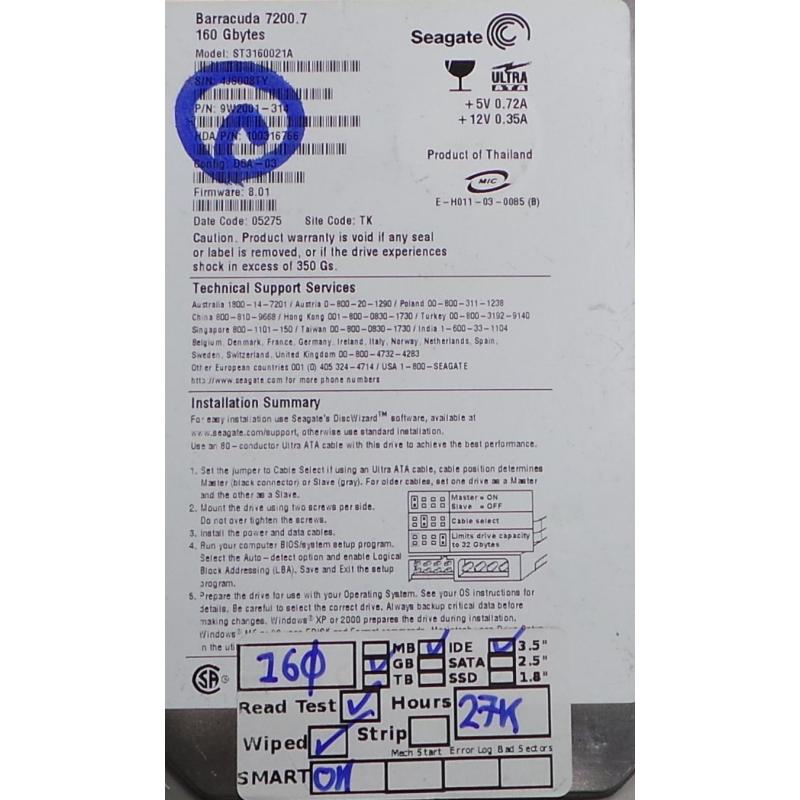 Barracuda 7200.7
160 Gbytes
Model: ST3160021A
Seagate
S/N: 4JS008TY
ULTRA
ATA
P/N: 9W2001-314
+5V 0.72A
+12V 0.35A
HDA P/N: 100316766
Product of Thailand
Config: DSA-03
MIC
Firmware: 8.01
E-H011-03-0085 (B)
Date Code: 05275 Site Code: TK
Caution. Product warranty is void if any seal
or label is removed, or if the drive experiences
shock in excess of 350 Gs.
Technical Support Services
Australia 1800-14-7201 / Austria 0-800-20-1290 / Poland 00-800-311-1238
China 800-810-9668 / Hong Kong 001-800-0830-1730 / Turkey 00-800-3192-9140
Singapore 800-1101-150 / Taiwan 00-800-0830-1730 / India 1-600-33-1104
Belgium, Denmark, France, Germany, Ireland, Italy, Norway, Netherlands, Spain,
Sweden, Switzerland, United Kingdom 00-800-4732-4283
Other European countries 001 (0) 405 324-4714 / USA 1-800-SEAGATE
http://www.seagate.com for more phone numbers
Installation Summary
For easy installation use Seagate's DiscWizard™ software, available at
www.seagate.com/support, otherwise use standard installation.
Use an 80-conductor Ultra ATA cable with this drive to achieve the best performance.
1. Set the jumper to Cable Select if using an Ultra ATA cable, cable position determines
Master (black connector) or Slave (gray). For older cables, set one drive as a Master
and the other as a Slave.
2. Mount the drive using two screws per side.
Do not over tighten the screws.
3. Install the power and data cables.
4. Run your computer BIOS/system setup program.
Select the Auto-detect option and enable Logical
Block Addressing (LBA). Save and Exit the setup
program.
Master = ON
Slave = OFF
Cable select
Limits drive capacity
to 32 Gbytes
5. Prepare the drive for use with your Operating System. See your OS instructions for
details. Be careful to select the correct drive. Always backup critical data before
making changes. Windows® XP or 2000 prepares the drive during installation.
Windows®
in the uti
160 MB IDE 3.5"
GB SATA 2.5"
TB SSD 1.8"
Read Test Hours 27K
Wiped Strip
Mech Start Error Log Bad Sectors
SMART OK